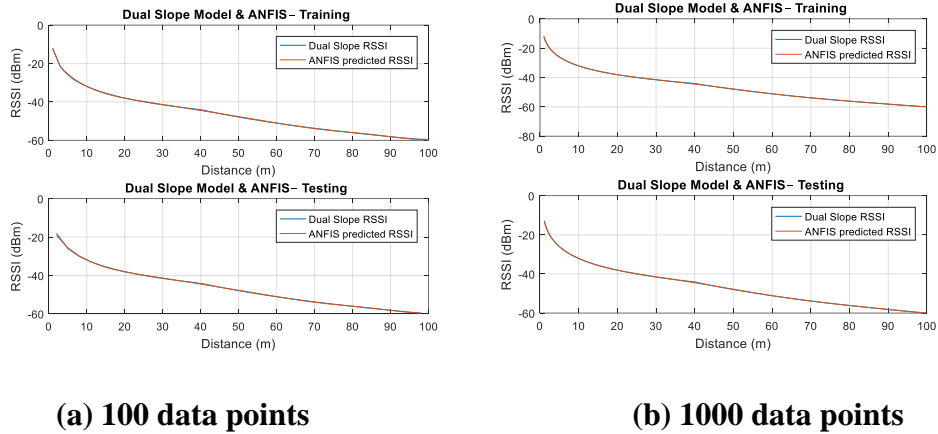 Dual Slope Model & ANFIS– Training
0
-20
-40
-60
RSSI (dBm)
Dual Slope RSSI
ANFIS predicted RSSI
0 10 20 30 40 50 60 70 80 90 100
Distance (m)
Dual Slope Model & ANFIS– Testing
0
-20
-40
-60
RSSI (dBm)
Dual Slope RSSI
ANFIS predicted RSSI
0 10 20 30 40 50 60 70 80 90 100
Distance (m)
(a) 100 data points
Dual Slope Model & ANFIS– Training
0
-20
-40
-60
-80
RSSI (dBm)
Dual Slope RSSI
ANFIS predicted RSSI
0 10 20 30 40 50 60 70 80 90 100
Distance (m)
Dual Slope Model & ANFIS– Testing
0
-20
-40
-60
RSSI (dBm)
Dual Slope RSSI
ANFIS predicted RSSI
0 10 20 30 40 50 60 70 80 90 100
Distance (m)
(b) 1000 data points